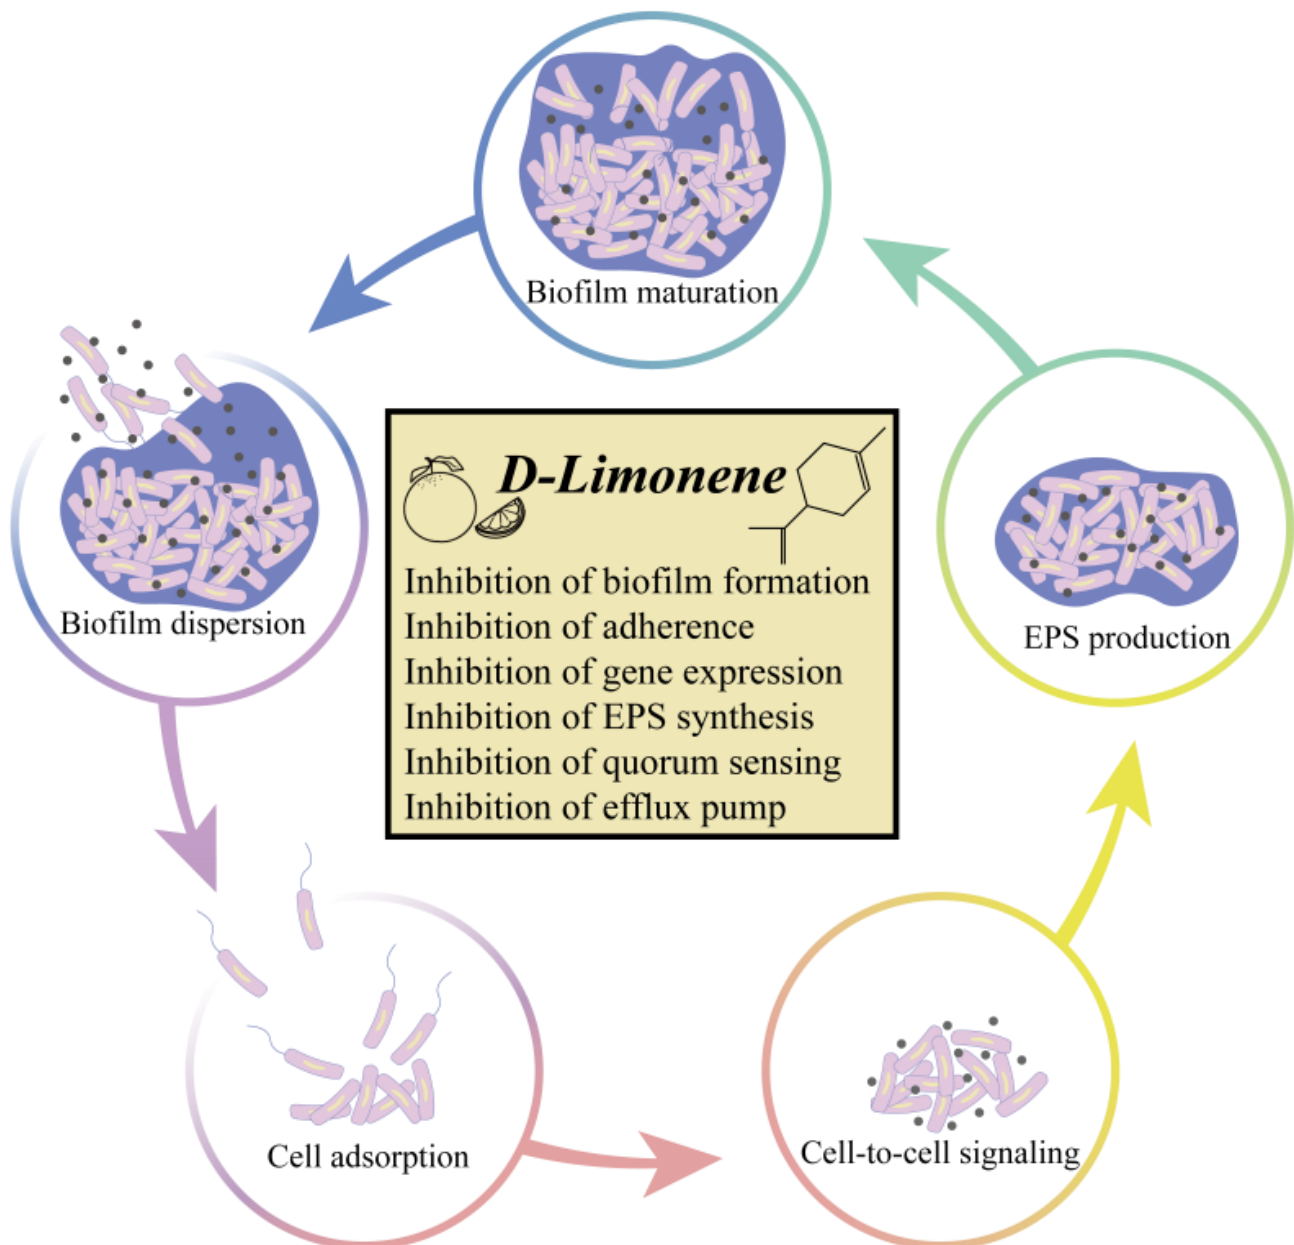 Biofilm maturation
Biofilm dispersion
D-Limonene
Inhibition of biofilm formation
Inhibition of adherence
Inhibition of gene expression
Inhibition of EPS synthesis
Inhibition of quorum sensing
Inhibition of efflux pump
EPS production
Cell adsorption
Cell-to-cell signaling